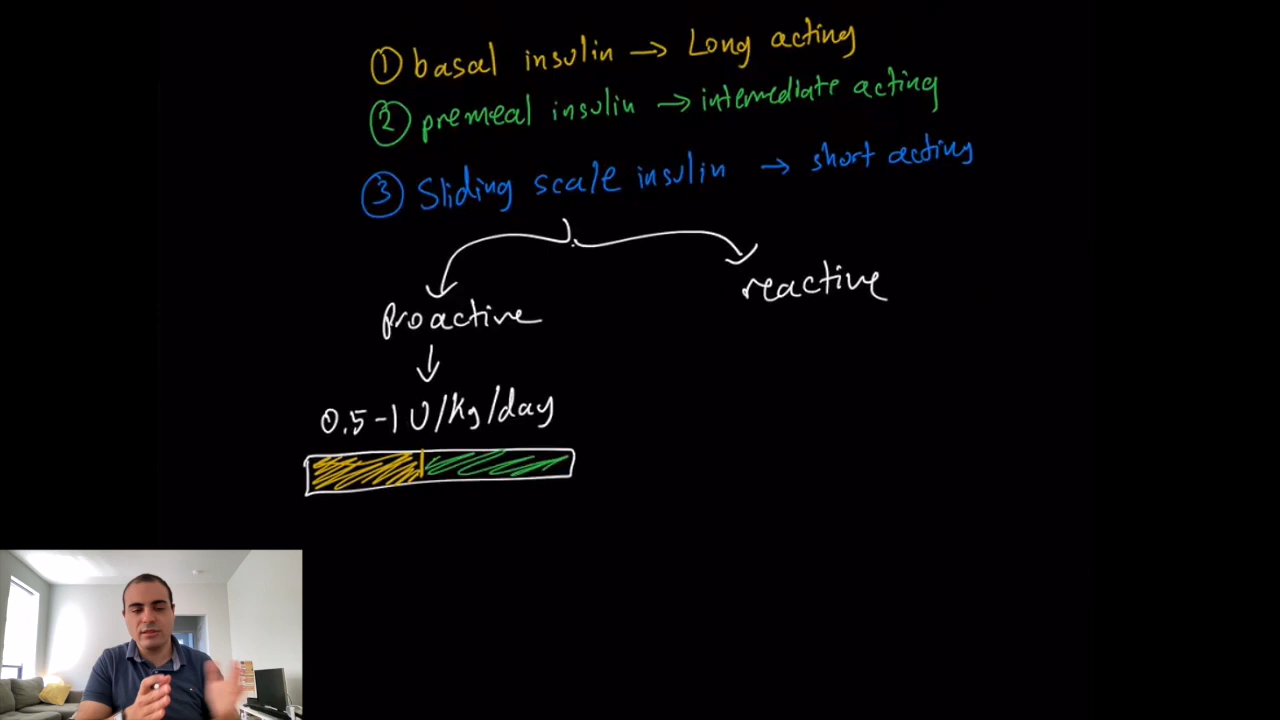 ① basal insulin → Long acting
② premeal insulin → intermediate acting
③ Sliding scale insulin → short acting
Proactive
reactive
0.5-1 U/kg/day